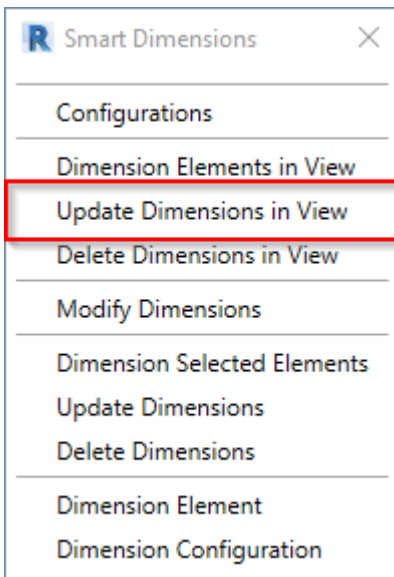 R Smart Dimensions
Configurations
Dimension Elements in View
Update Dimensions in View
Delete Dimensions in View
Modify Dimensions
Dimension Selected Elements
Update Dimensions
Delete Dimensions
Dimension Element
Dimension Configuration